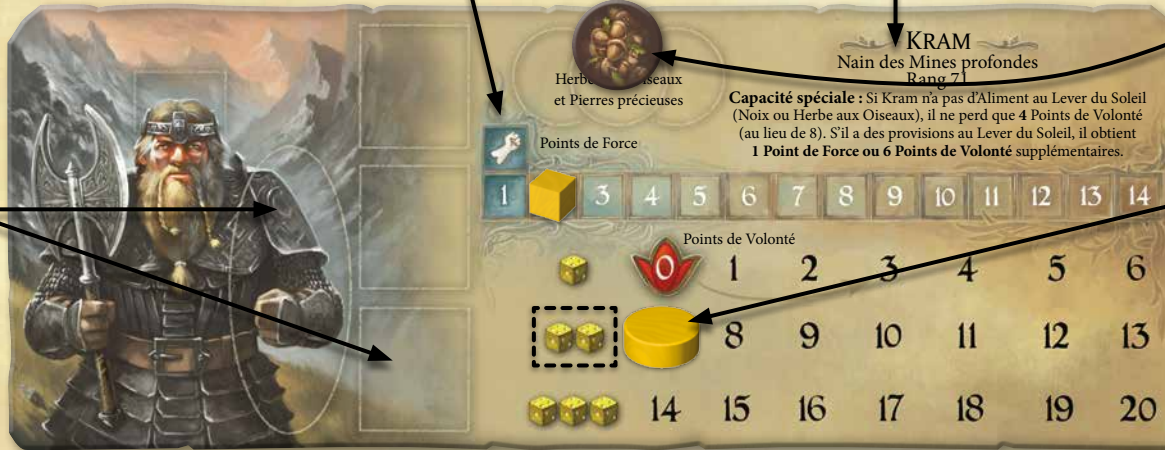 KRAM
Nain des Mines profondes
Rang 71
Capacité spéciale : Si Kram n'a pas d'Aliment au Lever du Soleil
(Noix ou Herbe aux Oiseaux), il ne perd que 4 Points de Volonté
(au lieu de 8). S'il a des provisions au Lever du Soleil, il obtient
1 Point de Force ou 6 Points de Volonté supplémentaires.
et Pierres précieuses
Points de Force
1 3 4 5 6 7 8 9 10 11 12 13 14
Points de Volonté
0 1 2 3 4 5 6
8 9 10 11 12 13
14 15 16 17 18 19 20